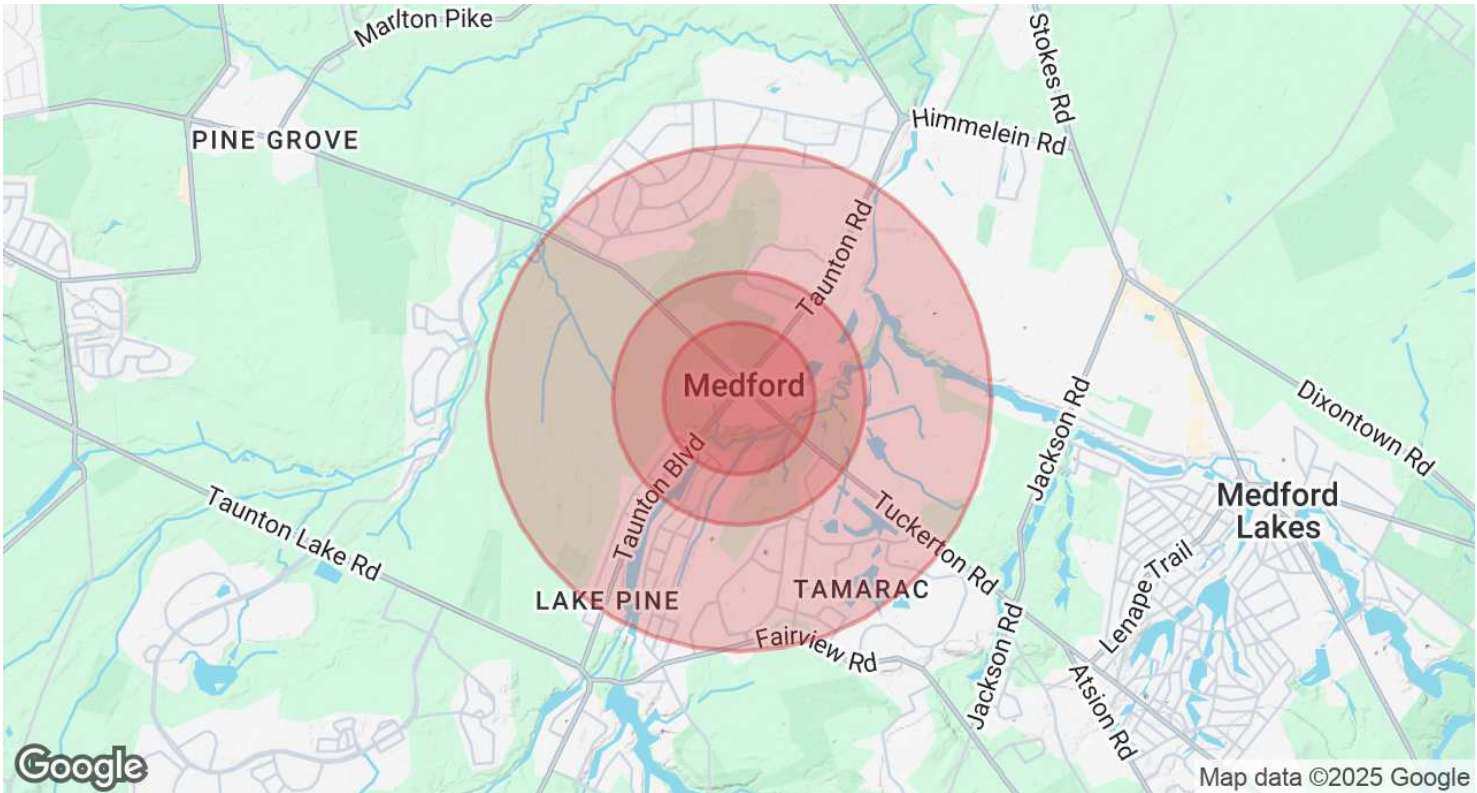 Marlton Pike
Stokes Rd
Himmelein Rd
PINE GROVE
Taunton Rd
Medford
Dixontown Rd
Jackson Rd
Taunton Blvd
Medford
Lakes
Taunton Lake Rd
Tuckerton Rd
LAKE PINE
TAMARAC
Lenape Trail
Fairview Rd
Jackson Rd
Atsion Rd
Google
Map data ©2025 Google